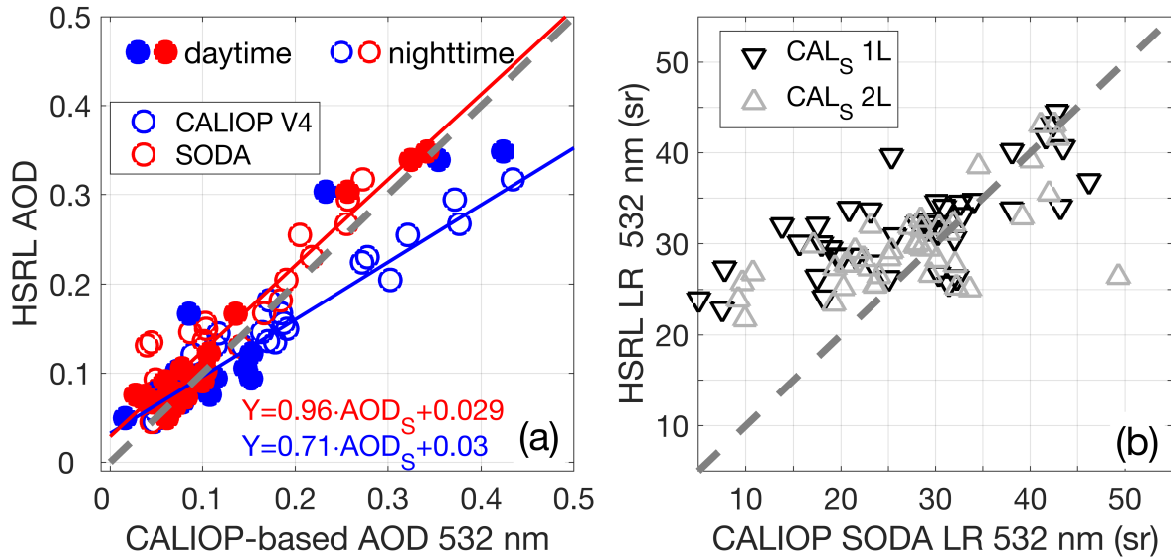 0.5
0.4
0.3
0.2
0.1
0
HSRL AOD
daytime
nighttime
CALIOP V4
SODA
Y=0.96·AOD_S+0.029
Y=0.71·AOD_S+0.03
(a)
0 0.1 0.2 0.3 0.4 0.5
CALIOP-based AOD 532 nm
50
40
30
20
10
HSRL LR 532 nm (sr)
CAL_S 1L
CAL_S 2L
(b)
10 20 30 40 50
CALIOP SODA LR 532 nm (sr)